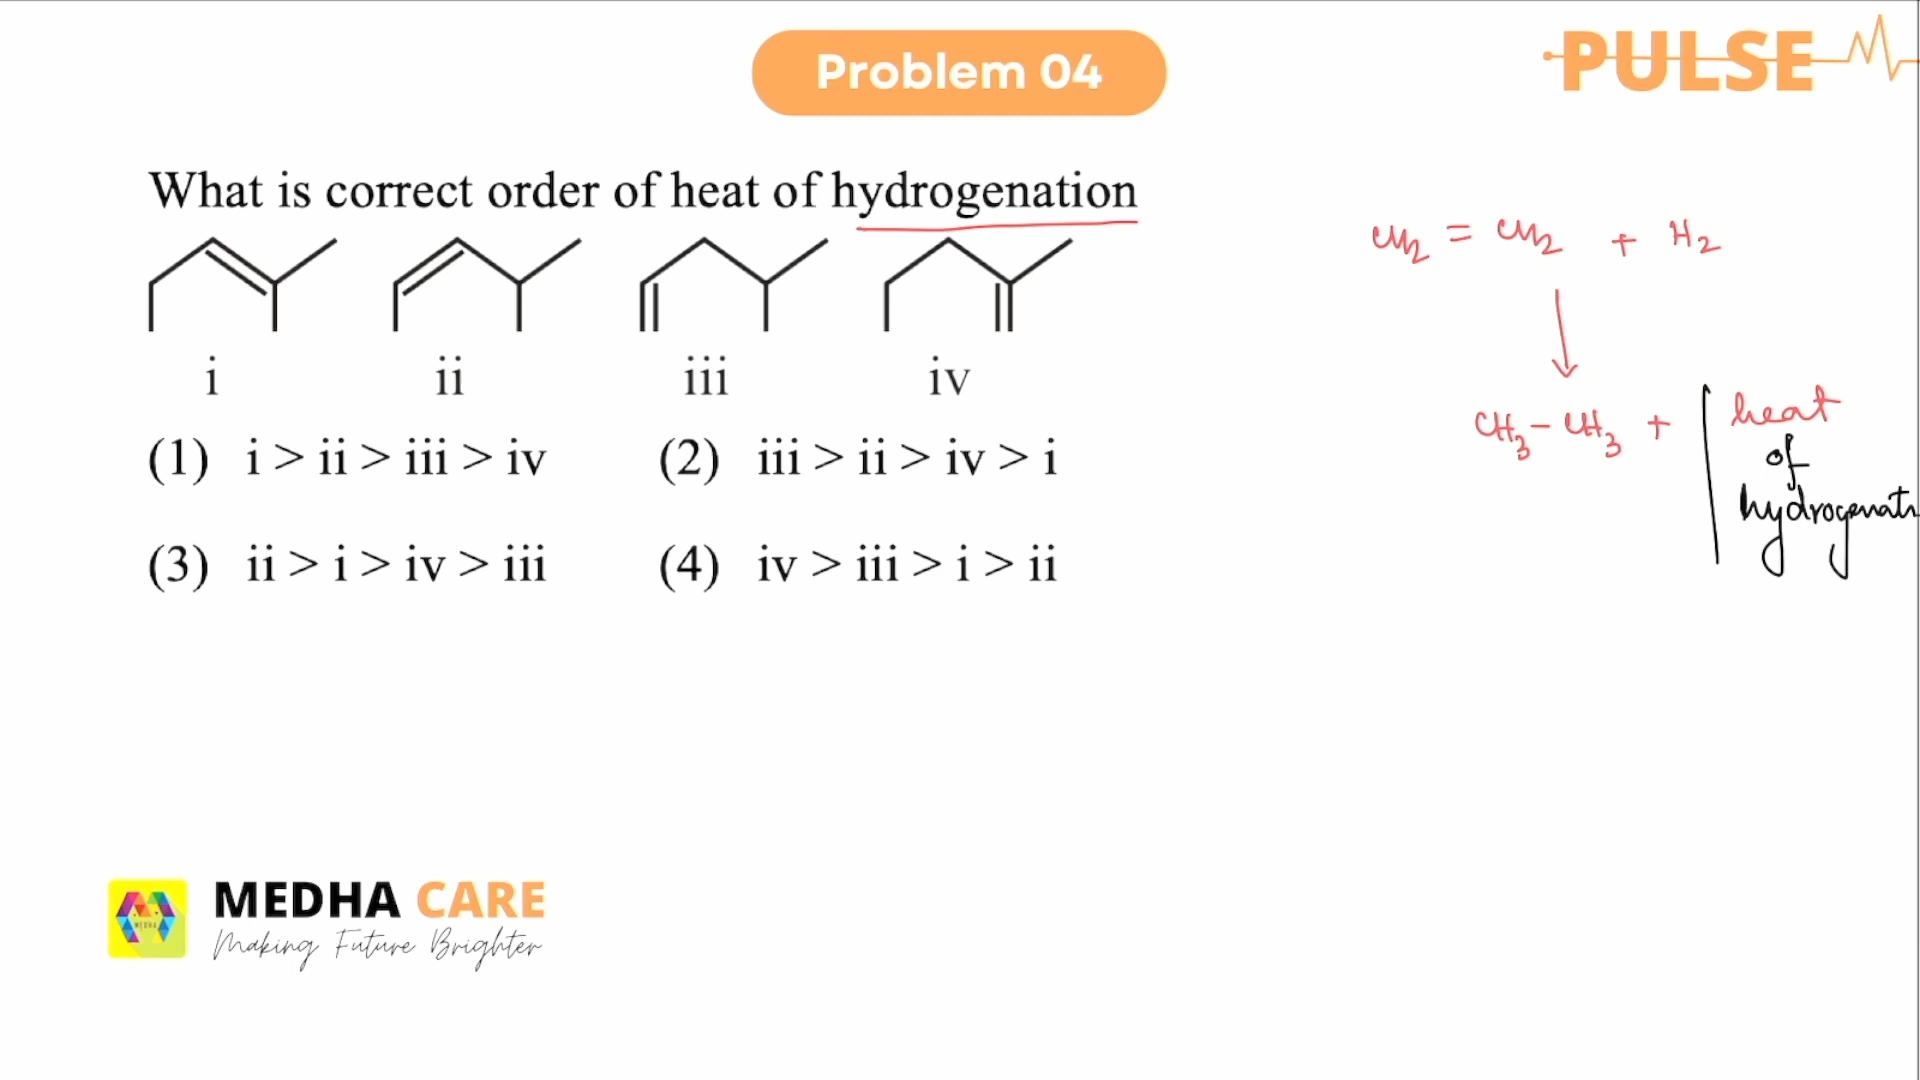 Problem 04
PULSE
What is correct order of heat of hydrogenation
CH2 = CH2 + H2
i ii iii iv
CH3 - CH3 + heat
of
hydrogenat
(1) i > ii > iii > iv (2) iii > ii > iv > i
(3) ii > i > iv > iii (4) iv > iii > i > ii
MEDHA CARE
Making Future Brighter